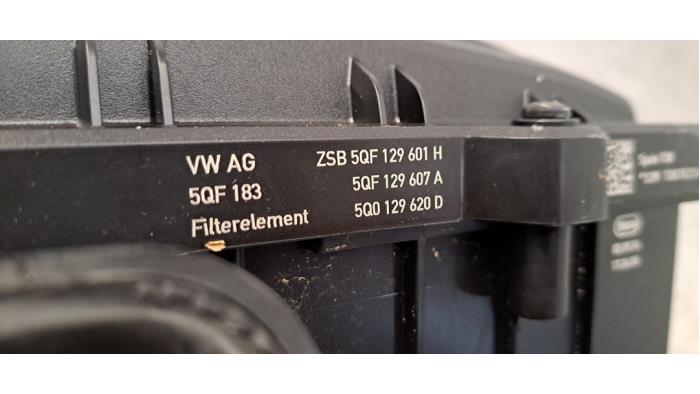 VW AG
5QF 183
Filterelement
ZSB 5QF 129 601 H
5QF 129 607 A
5Q0 129 620 D